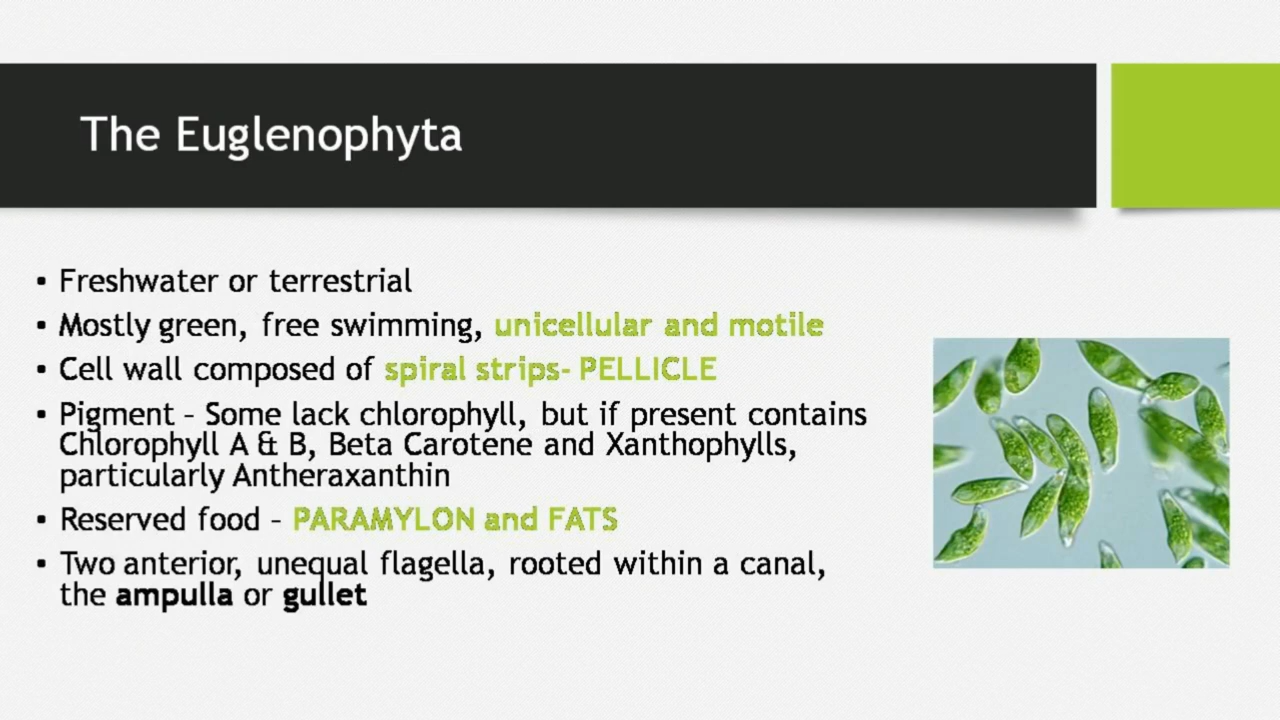 The Euglenophyta
• Freshwater or terrestrial
• Mostly green, free swimming, unicellular and motile
• Cell wall composed of spiral strips- PELLICLE
• Pigment – Some lack chlorophyll, but if present contains
Chlorophyll A & B, Beta Carotene and Xanthophylls,
particularly Antheraxanthin
• Reserved food – PARAMYLON and FATS
• Two anterior, unequal flagella, rooted within a canal,
the ampulla or gullet